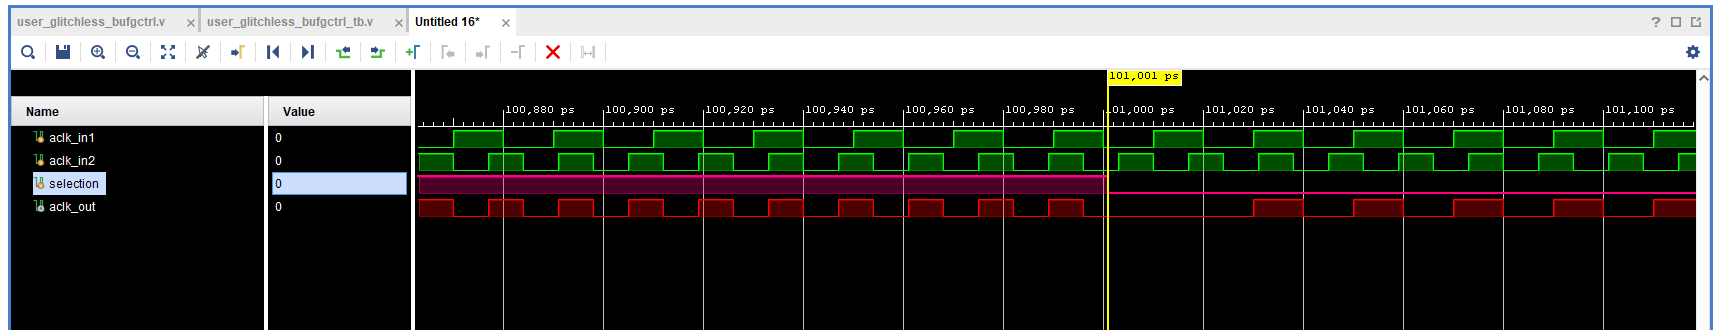 user_glitchless_bufgctrl.v × user_glitchless_bufgctrl_tb.v × Untitled 16* ×
101,001 ps
Name Value
100,880 ps 100,900 ps 100,920 ps 100,940 ps 100,960 ps 100,980 ps 101,000 ps 101,020 ps 101,040 ps 101,060 ps 101,080 ps 101,100 ps
aclk_in1 0
aclk_in2 0
selection 0
aclk_out 0